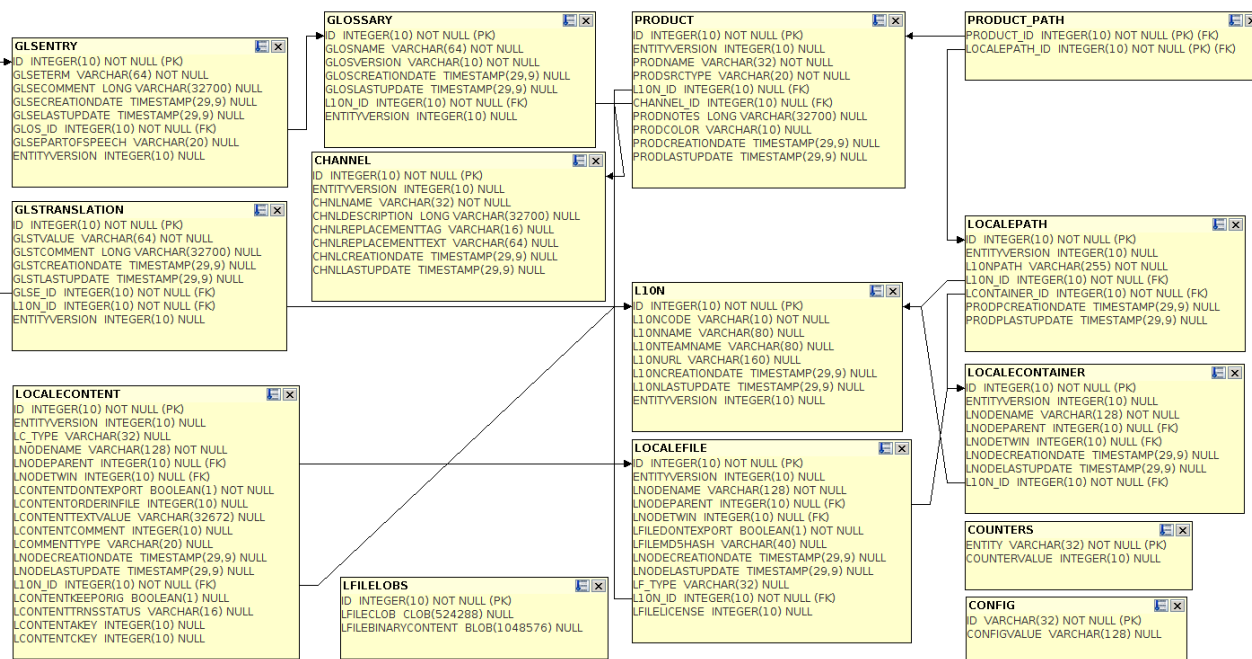 GLSENTRY
ID INTEGER(10) NOT NULL (PK)
GLSETERM VARCHAR(64) NOT NULL
GLSECOMMENT LONG VARCHAR(32700) NULL
GLSECREATIONDATE TIMESTAMP(29,9) NULL
GLSELASTUPDATE TIMESTAMP(29,9) NULL
GLOS_ID INTEGER(10) NOT NULL (FK)
GLSEPARTOFSPEECH VARCHAR(20) NULL
ENTITYVERSION INTEGER(10) NULL
GLOSSARY
ID INTEGER(10) NOT NULL (PK)
GLOSNAME VARCHAR(64) NOT NULL
GLOSVERSION VARCHAR(10) NOT NULL
GLOSCREATIONDATE TIMESTAMP(29,9) NULL
GLOSLASTUPDATE TIMESTAMP(29,9) NULL
L10N_ID INTEGER(10) NOT NULL (FK)
ENTITYVERSION INTEGER(10) NULL
PRODUCT
ID INTEGER(10) NOT NULL (PK)
ENTITYVERSION INTEGER(10) NULL
PRODNAME VARCHAR(32) NOT NULL
PRODSRCTYPE VARCHAR(20) NOT NULL
L10N_ID INTEGER(10) NOT NULL (FK)
CHANNEL_ID INTEGER(10) NOT NULL (FK)
PRODNOTES LONG VARCHAR(32700) NULL
PRODCOLOR VARCHAR(10) NULL
PRODCREATIONDATE TIMESTAMP(29,9) NULL
PRODLASTUPDATE TIMESTAMP(29,9) NULL
PRODUCT_PATH
PRODUCT_ID INTEGER(10) NOT NULL (PK) (FK)
LOCALEPATH_ID INTEGER(10) NOT NULL (PK) (FK)
CHANNEL
ID INTEGER(10) NOT NULL (PK)
ENTITYVERSION INTEGER(10) NULL
CHNLNAME VARCHAR(32) NOT NULL
CHNLDESCRIPTION LONG VARCHAR(32700) NULL
CHNLREPLACEMENTTAG VARCHAR(16) NULL
CHNLREPLACEMENTTEXT VARCHAR(64) NULL
CHNLCREATIONDATE TIMESTAMP(29,9) NULL
CHNLLASTUPDATE TIMESTAMP(29,9) NULL
GLSTRANSLATION
ID INTEGER(10) NOT NULL (PK)
GLSTVALUE VARCHAR(64) NOT NULL
GLSTCOMMENT LONG VARCHAR(32700) NULL
GLSTCREATIONDATE TIMESTAMP(29,9) NULL
GLSTLASTUPDATE TIMESTAMP(29,9) NULL
GLSE_ID INTEGER(10) NOT NULL (FK)
L10N_ID INTEGER(10) NOT NULL (FK)
ENTITYVERSION INTEGER(10) NULL
L10N
ID INTEGER(10) NOT NULL (PK)
L10NCODE VARCHAR(10) NOT NULL
L10NNAME VARCHAR(80) NULL
L10NTEAMNAME VARCHAR(80) NULL
L10NURL VARCHAR(160) NULL
L10NCREATIONDATE TIMESTAMP(29,9) NULL
L10NLASTUPDATE TIMESTAMP(29,9) NULL
ENTITYVERSION INTEGER(10) NULL
LOCALEPATH
ID INTEGER(10) NOT NULL (PK)
ENTITYVERSION INTEGER(10) NULL
L10NPATH VARCHAR(255) NOT NULL
L10N_ID INTEGER(10) NOT NULL (FK)
LCONTAINER_ID INTEGER(10) NOT NULL (FK)
PRODPCREATIONDATE TIMESTAMP(29,9) NULL
PRODPLASTUPDATE TIMESTAMP(29,9) NULL
LOCALECONTAINER
ID INTEGER(10) NOT NULL (PK)
ENTITYVERSION INTEGER(10) NULL
LNODENAME VARCHAR(128) NOT NULL
LNODEPARENT INTEGER(10) NULL (FK)
LNODETWIN INTEGER(10) NULL (FK)
LNODECREATIONDATE TIMESTAMP(29,9) NULL
LNODELASTUPDATE TIMESTAMP(29,9) NULL
L10N_ID INTEGER(10) NOT NULL (FK)
LOCALECONTENT
ID INTEGER(10) NOT NULL (PK)
ENTITYVERSION INTEGER(10) NULL
LC_TYPE VARCHAR(32) NULL
LNODENAME VARCHAR(128) NOT NULL
LNODEPARENT INTEGER(10) NULL (FK)
LNODETWIN INTEGER(10) NULL (FK)
LCONTENTDONTEXPORT BOOLEAN(1) NOT NULL
LCONTENTORDERINFILE INTEGER(10) NULL
LCONTENTTEXTVALUE VARCHAR(32672) NULL
LCONTENTCOMMENT INTEGER(10) NULL
LCOMMENTTYPE VARCHAR(20) NULL
LNODECREATIONDATE TIMESTAMP(29,9) NULL
LNODELASTUPDATE TIMESTAMP(29,9) NULL
L10N_ID INTEGER(10) NOT NULL (FK)
LCONTENTKEEPORIG BOOLEAN(1) NULL
LCONTENTTRNSSTATUS VARCHAR(16) NULL
LCONTENTAKEY INTEGER(10) NULL
LCONTENTCKEY INTEGER(10) NULL
LOCALEFILE
ID INTEGER(10) NOT NULL (PK)
ENTITYVERSION INTEGER(10) NULL
LNODENAME VARCHAR(128) NOT NULL
LNODEPARENT INTEGER(10) NULL (FK)
LNODETWIN INTEGER(10) NULL (FK)
LFILEDONTEXPORT BOOLEAN(1) NOT NULL
LFILEMD5HASH VARCHAR(40) NULL
LNODECREATIONDATE TIMESTAMP(29,9) NULL
LNODELASTUPDATE TIMESTAMP(29,9) NULL
LF_TYPE VARCHAR(32) NULL
L10N_ID INTEGER(10) NOT NULL (FK)
LFILELICENSE INTEGER(10) NULL
LFILELOBS
ID INTEGER(10) NOT NULL (PK)
LFILECLOB CLOB(524288) NULL
LFILEBINARYCONTENT BLOB(1048576) NULL
COUNTERS
ENTITY VARCHAR(32) NOT NULL (PK)
COUNTERVALUE INTEGER(10) NULL
CONFIG
ID VARCHAR(32) NOT NULL (PK)
CONFIGVALUE VARCHAR(128) NULL